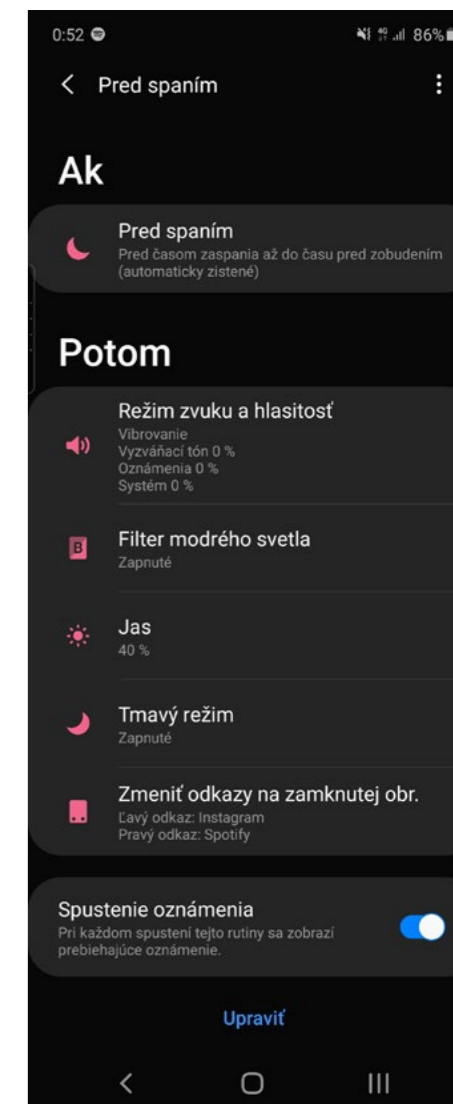 0:52 86%
Pred spaním
Ak
Pred spaním
Pred časom zaspania až do času pred zobudením
(automaticky zistené)
Potom
Režim zvuku a hlasitosť
Vibrovanie
Vyzváňací tón 0 %
Oznámenia 0 %
Systém 0 %
B
Filter modrého svetla
Zapnuté
Jas
40 %
Tmavý režim
Zapnuté
Zmeniť odkazy na zamknutej obr.
Ľavý odkaz: Instagram
Pravý odkaz: Spotify
Spustenie oznámenia
Pri každom spustení tejto rutiny sa zobrazí
prebiehajúce oznámenie.
Upraviť